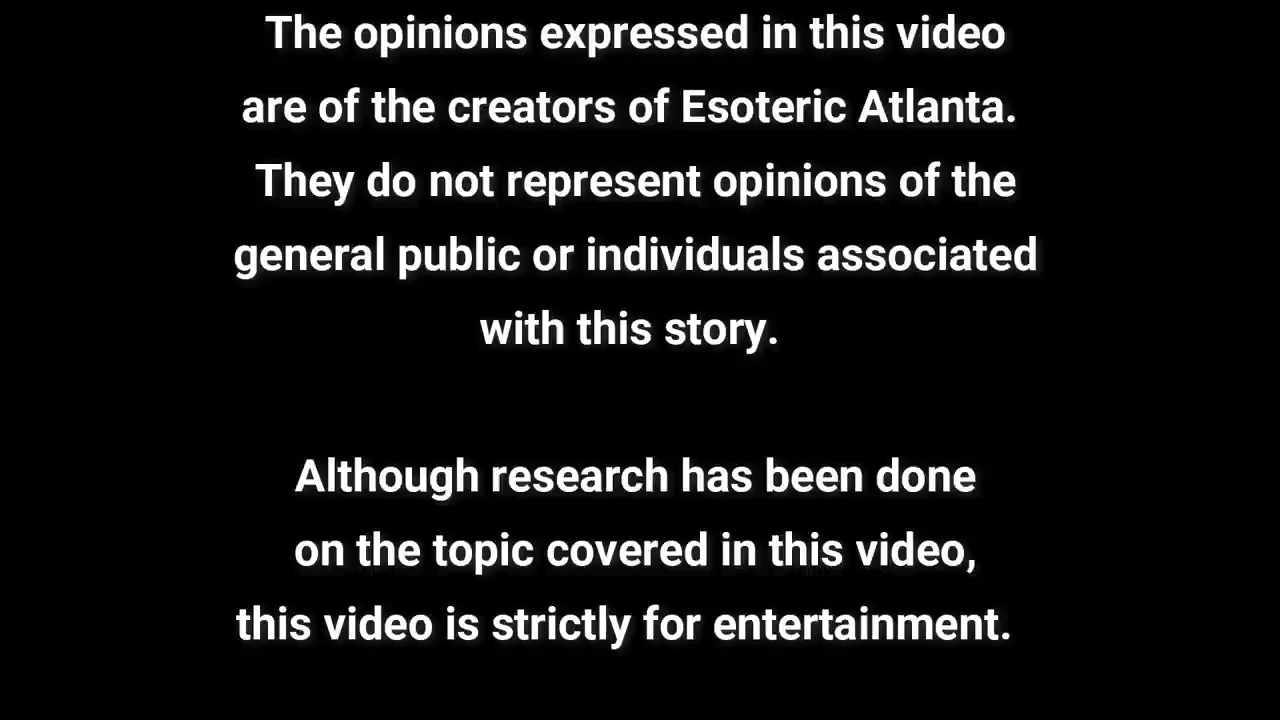 The opinions expressed in this video
are of the creators of Esoteric Atlanta.
They do not represent opinions of the
general public or individuals associated
with this story.
Although research has been done
on the topic covered in this video,
this video is strictly for entertainment.